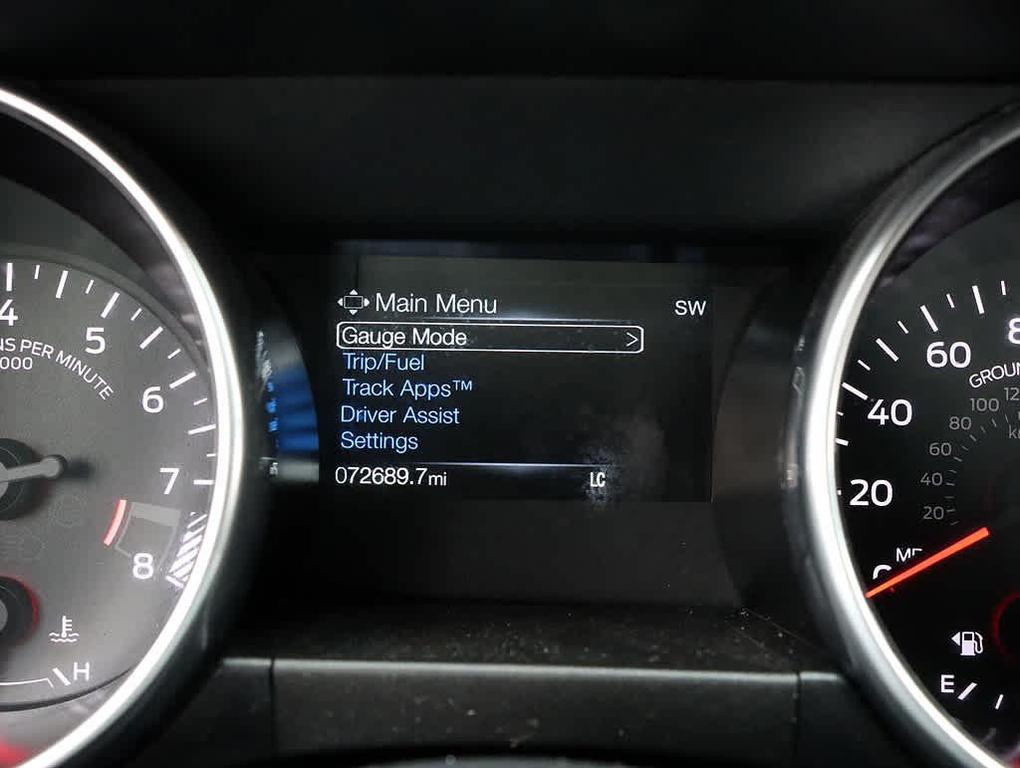 Main Menu
SW
Gauge Mode >
Trip/Fuel
Track Apps™
Driver Assist
Settings
072689.7mi
LC
4
5
6
7
8
PER MINUTE
000
H
60
40
20
GROUN
100
80
60
40
20
E